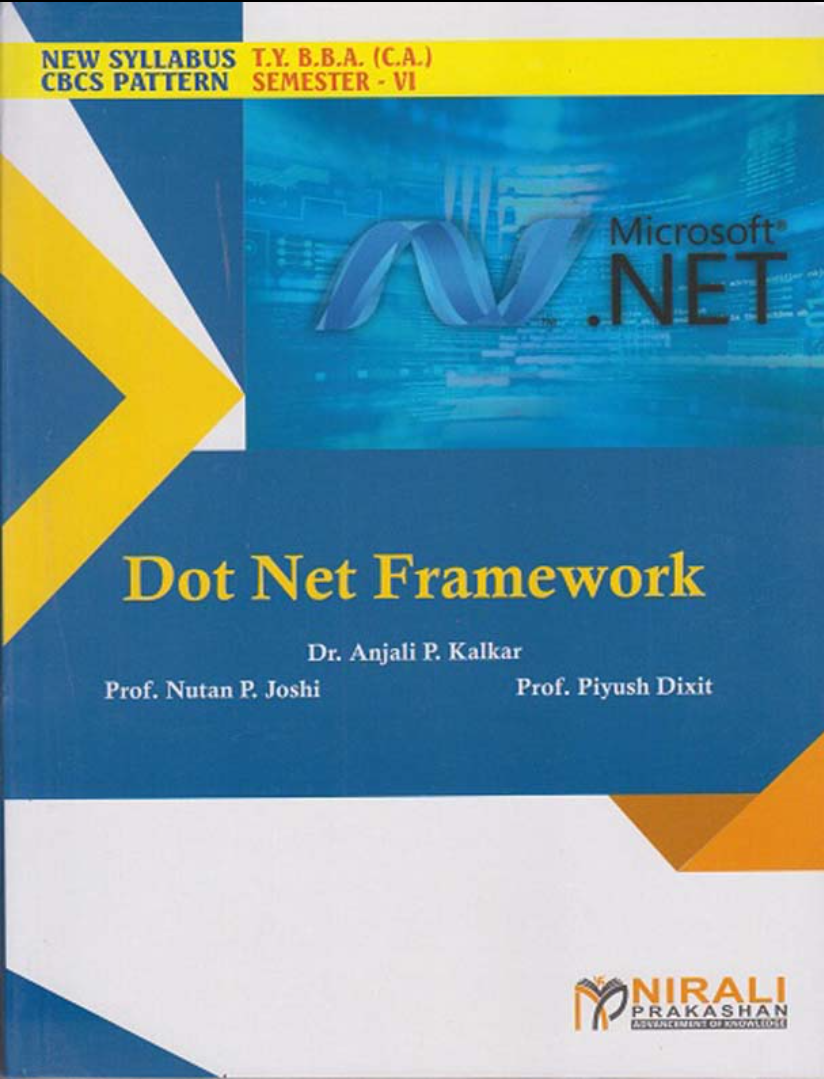 NEW SYLLABUS T.Y. B.B.A. (C.A.)
CBCS PATTERN SEMESTER - VI
Microsoft®
.NET
Dot Net Framework
Dr. Anjali P. Kalkar
Prof. Nutan P. Joshi Prof. Piyush Dixit
NIRALI
PRAKASHAN
ADVANCEMENT OF KNOWLEDGE